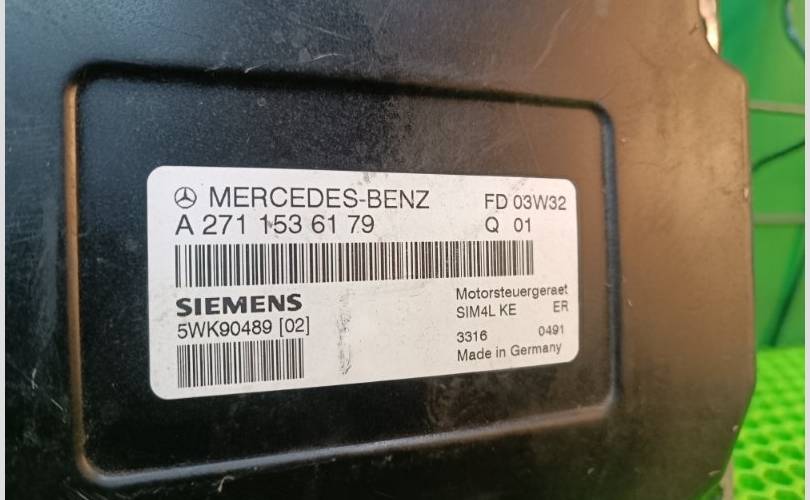 MERCEDES-BENZ FD 03W32
A 271 153 61 79 Q 01
SIEMENS
5WK90489 [02]
Motorsteuergeraet
SIM4L KE ER
3316 0491
Made in Germany